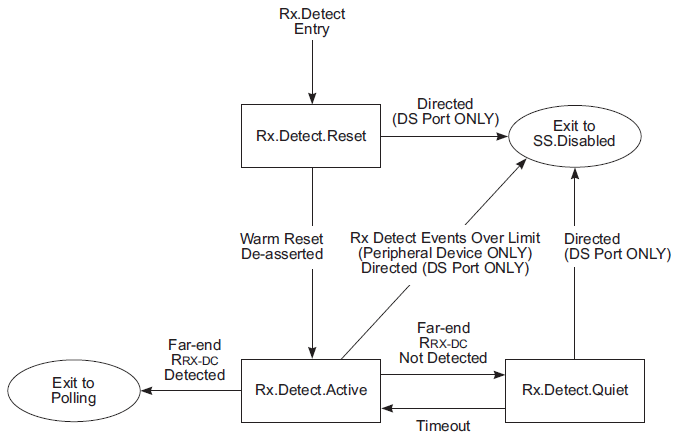 Rx.Detect
Entry
Directed
(DS Port ONLY)
Rx.Detect.Reset
Exit to
SS.Disabled
Warm Reset
De-asserted
Rx Detect Events Over Limit
(Peripheral Device ONLY)
Directed (DS Port ONLY)
Directed
(DS Port ONLY)
Far-end
RRX-DC
Detected
Far-end
RRX-DC
Not Detected
Exit to
Polling
Rx.Detect.Active
Rx.Detect.Quiet
Timeout